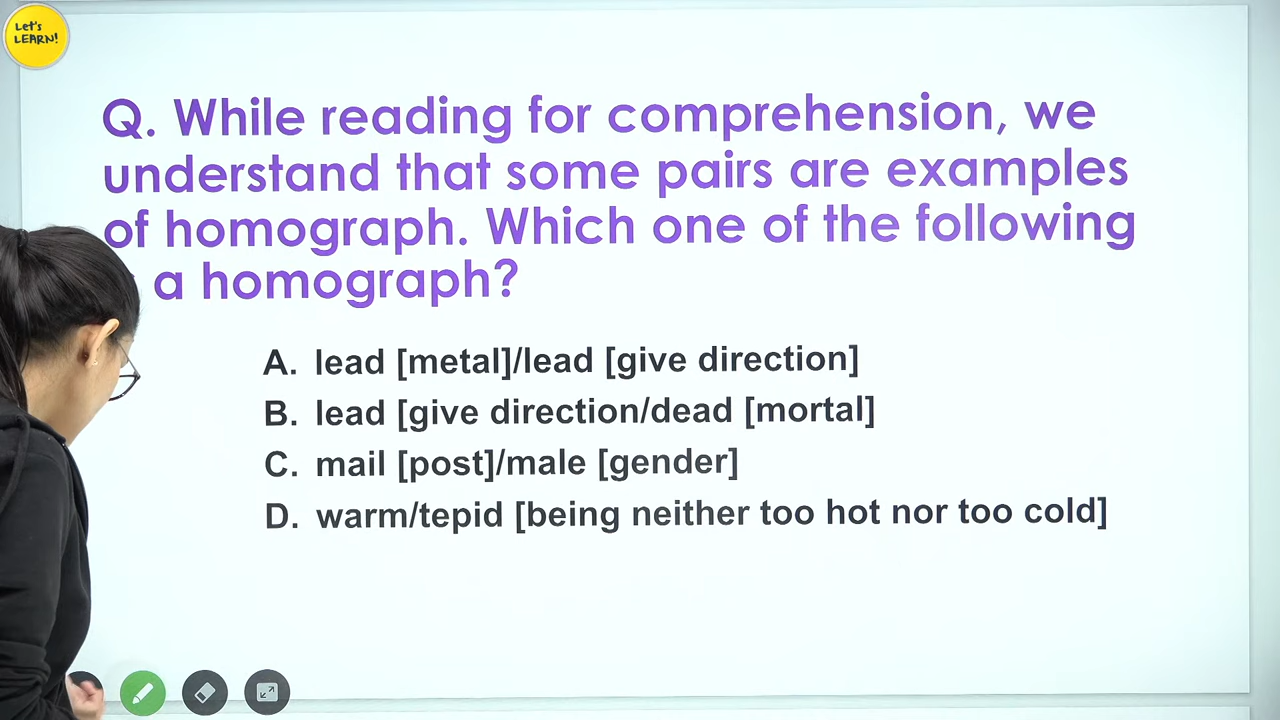 Let's
LEARN!
Q. While reading for comprehension, we
understand that some pairs are examples
of homograph. Which one of the following
a homograph?
A. lead [metal]/lead [give direction]
B. lead [give direction/dead [mortal]
C. mail [post]/male [gender]
D. warm/tepid [being neither too hot nor too cold]